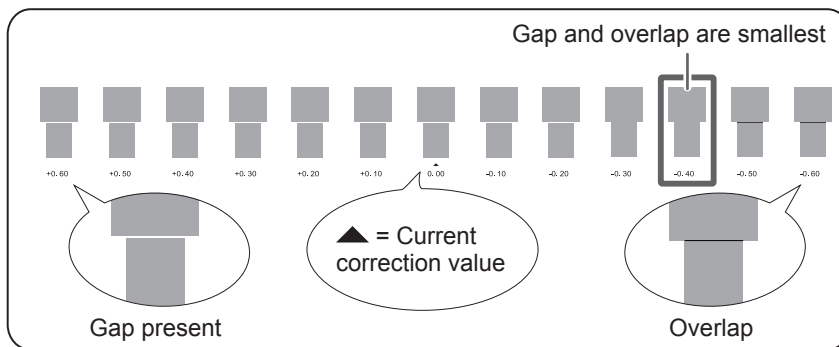 Gap and overlap are smallest
+0.60 +0.50 +0.40 +0.30 +0.20 +0.10 0.00 -0.10 -0.20 -0.30 -0.40 -0.50 -0.60
▲ = Current
correction value
Gap present
Overlap